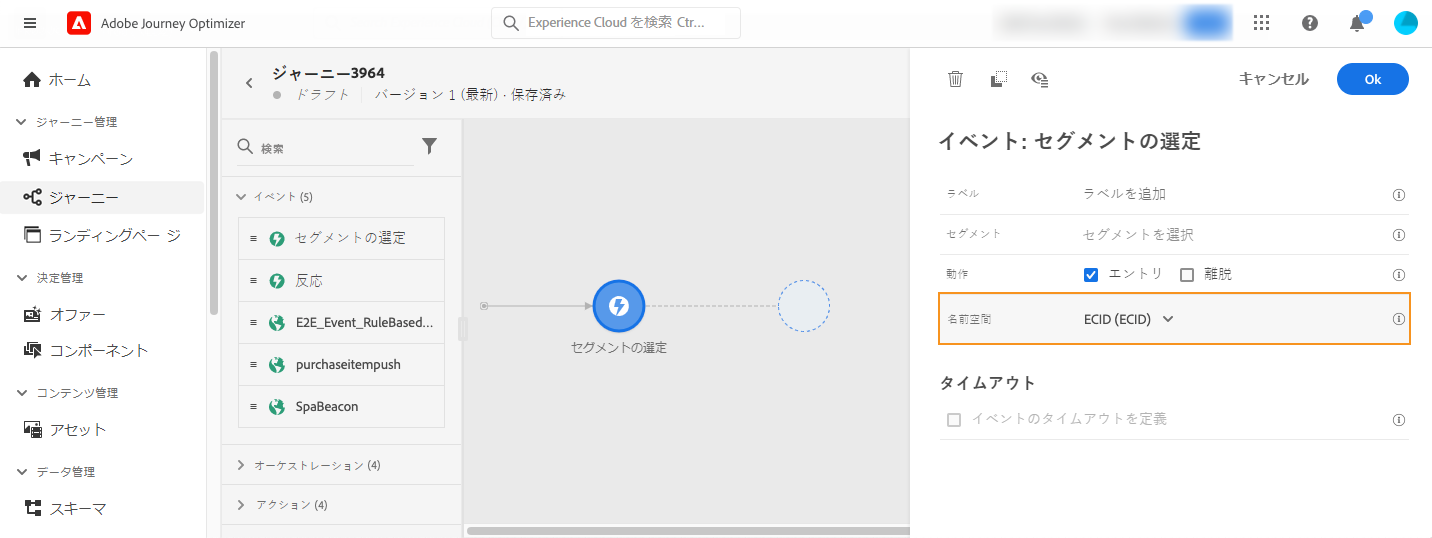 Adobe Journey Optimizer
Experience Cloud を検索 Ctr...
ホーム
ジャーニー管理
キャンペーン
ジャーニー
ランディングページ
決定管理
オファー
コンポーネント
コンテンツ管理
アセット
データ管理
スキーマ
ジャーニー3964
ドラフト バージョン 1 (最新) · 保存済み
検索
イベント (5)
セグメントの選定
反応
E2E_Event_RuleBased...
purchaseitempush
SpaBeacon
オーケストレーション (4)
アクション (4)
セグメントの選定
キャンセル Ok
イベント: セグメントの選定
ラベル ラベルを追加
セグメント セグメントを選択
動作 エントリ 離脱
名前空間 ECID (ECID)
タイムアウト
イベントのタイムアウトを定義